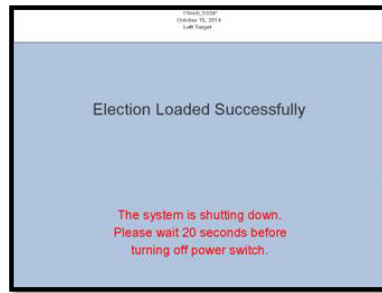 October 15, 2014
Left Target
Election Loaded Successfully
The system is shutting down.
Please wait 20 seconds before
turning off power switch.